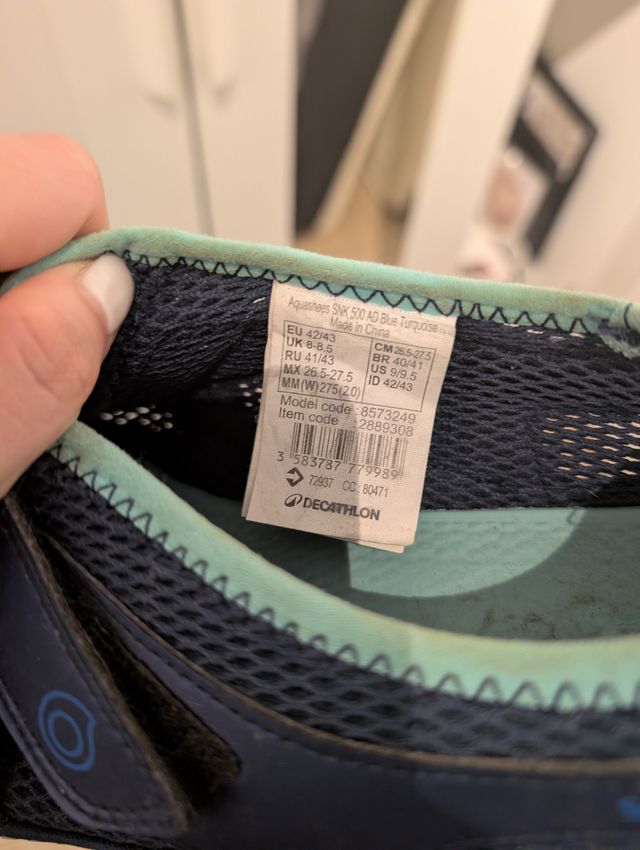 Aquashoes SNK 500 AD Blue Turquoise
Made in China
EU 42/43
UK 8-8.5
RU 41/43
MX 26.5-27.5
MM(W)275(2.0)
CM 26.5-27.5
BR 40/41
US 9/9.5
ID 42/43
Model code :8573249
Item code :2889308
3 583787 779989
72937 CC:80471
DECATHLON